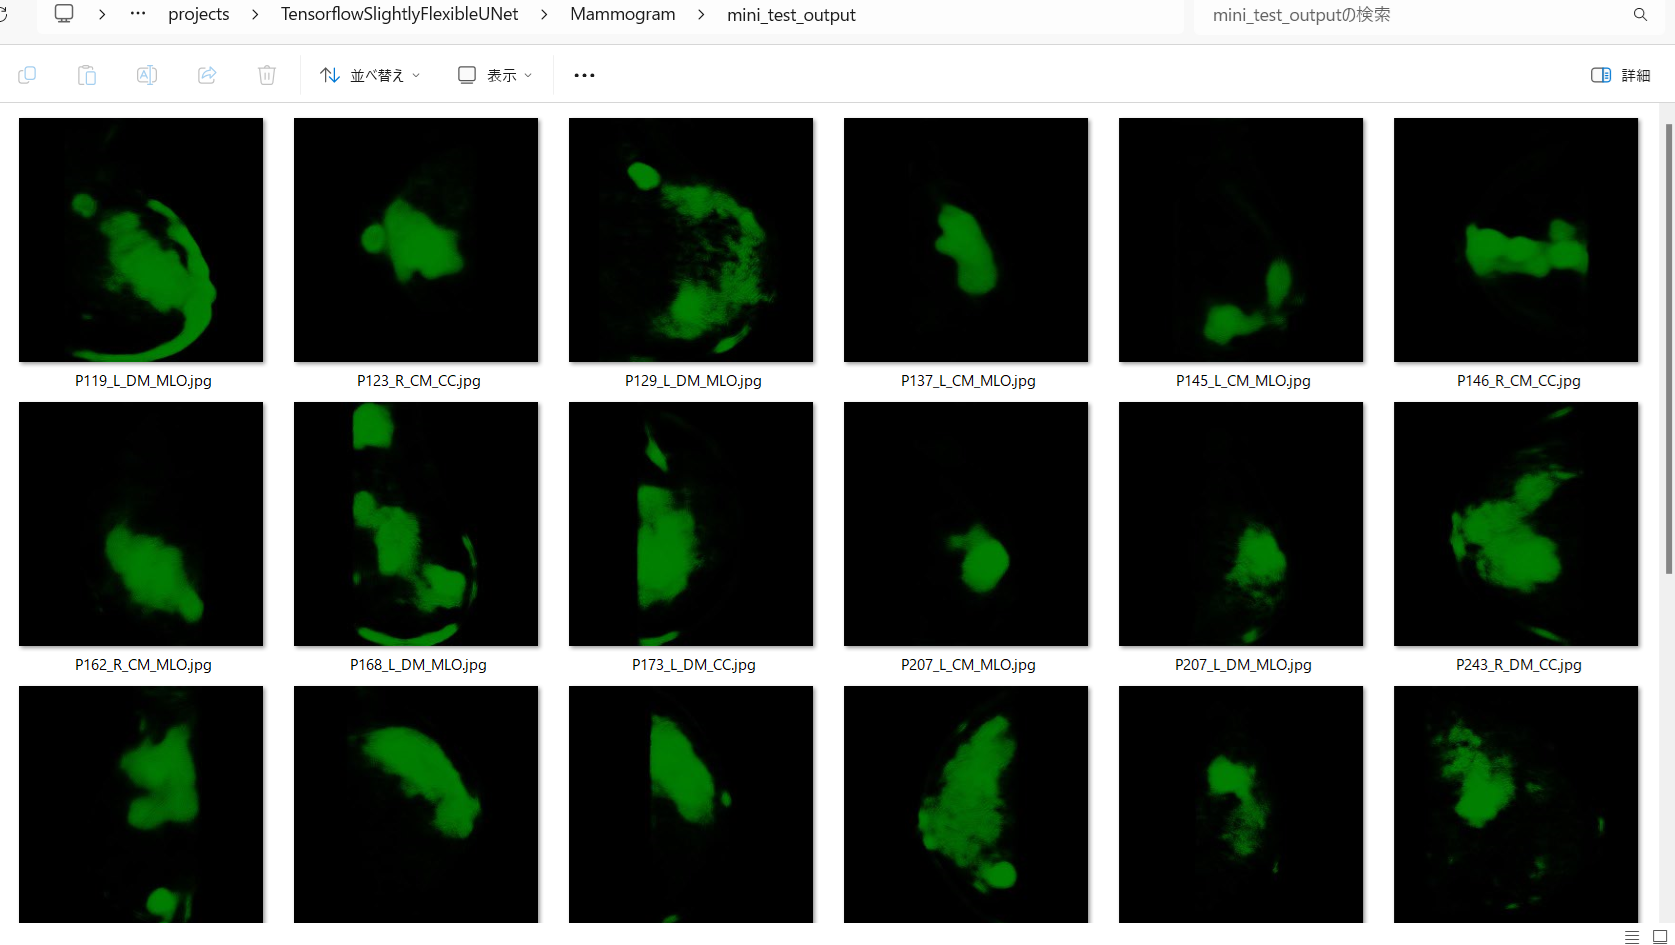 projects > TensorflowSlightlyFlexibleUNet > Mammogram > mini_test_output
mini_test_outputの検索
並べ替え 表示 詳細
P119_L_DM_MLO.jpg P123_R_CM_CC.jpg P129_L_DM_MLO.jpg P137_L_CM_MLO.jpg P145_L_CM_MLO.jpg P146_R_CM_CC.jpg
P162_R_CM_MLO.jpg P168_L_DM_MLO.jpg P173_L_DM_CC.jpg P207_L_CM_MLO.jpg P207_L_DM_MLO.jpg P243_R_DM_CC.jpg